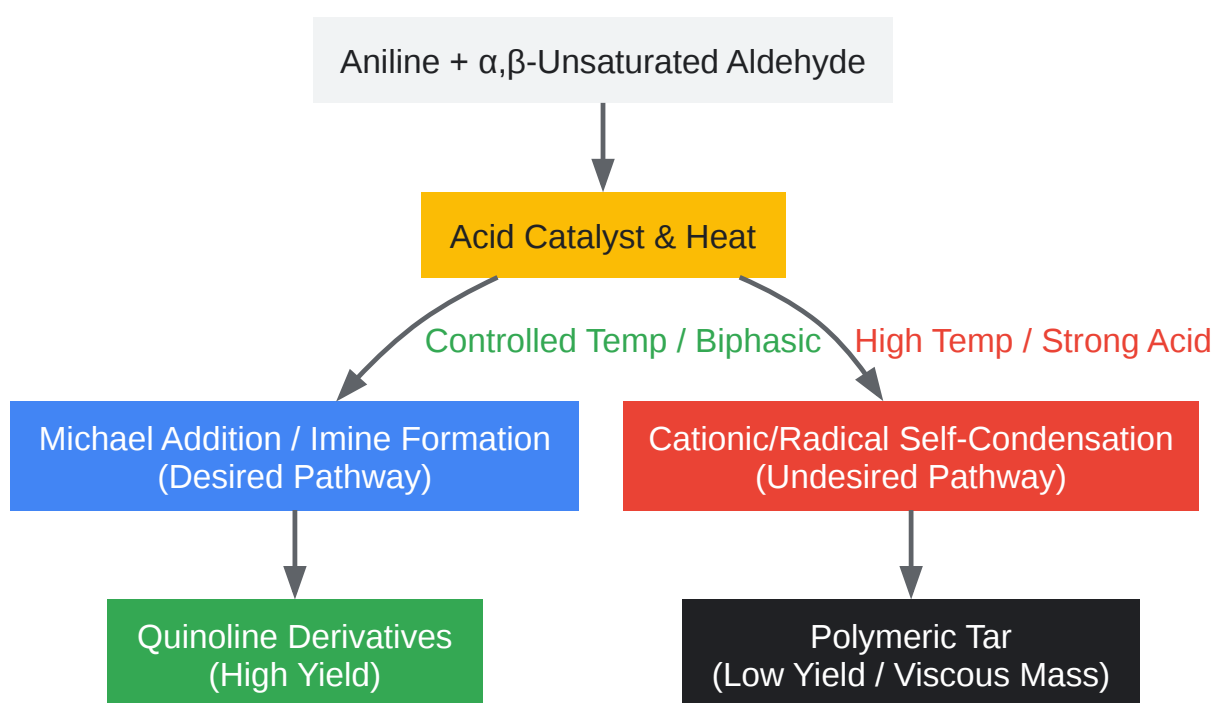 Aniline + α,β-Unsaturated Aldehyde
Acid Catalyst & Heat
Controlled Temp / Biphasic
High Temp / Strong Acid
Michael Addition / Imine Formation
(Desired Pathway)
Cationic/Radical Self-Condensation
(Undesired Pathway)
Quinoline Derivatives
(High Yield)
Polymeric Tar
(Low Yield / Viscous Mass)